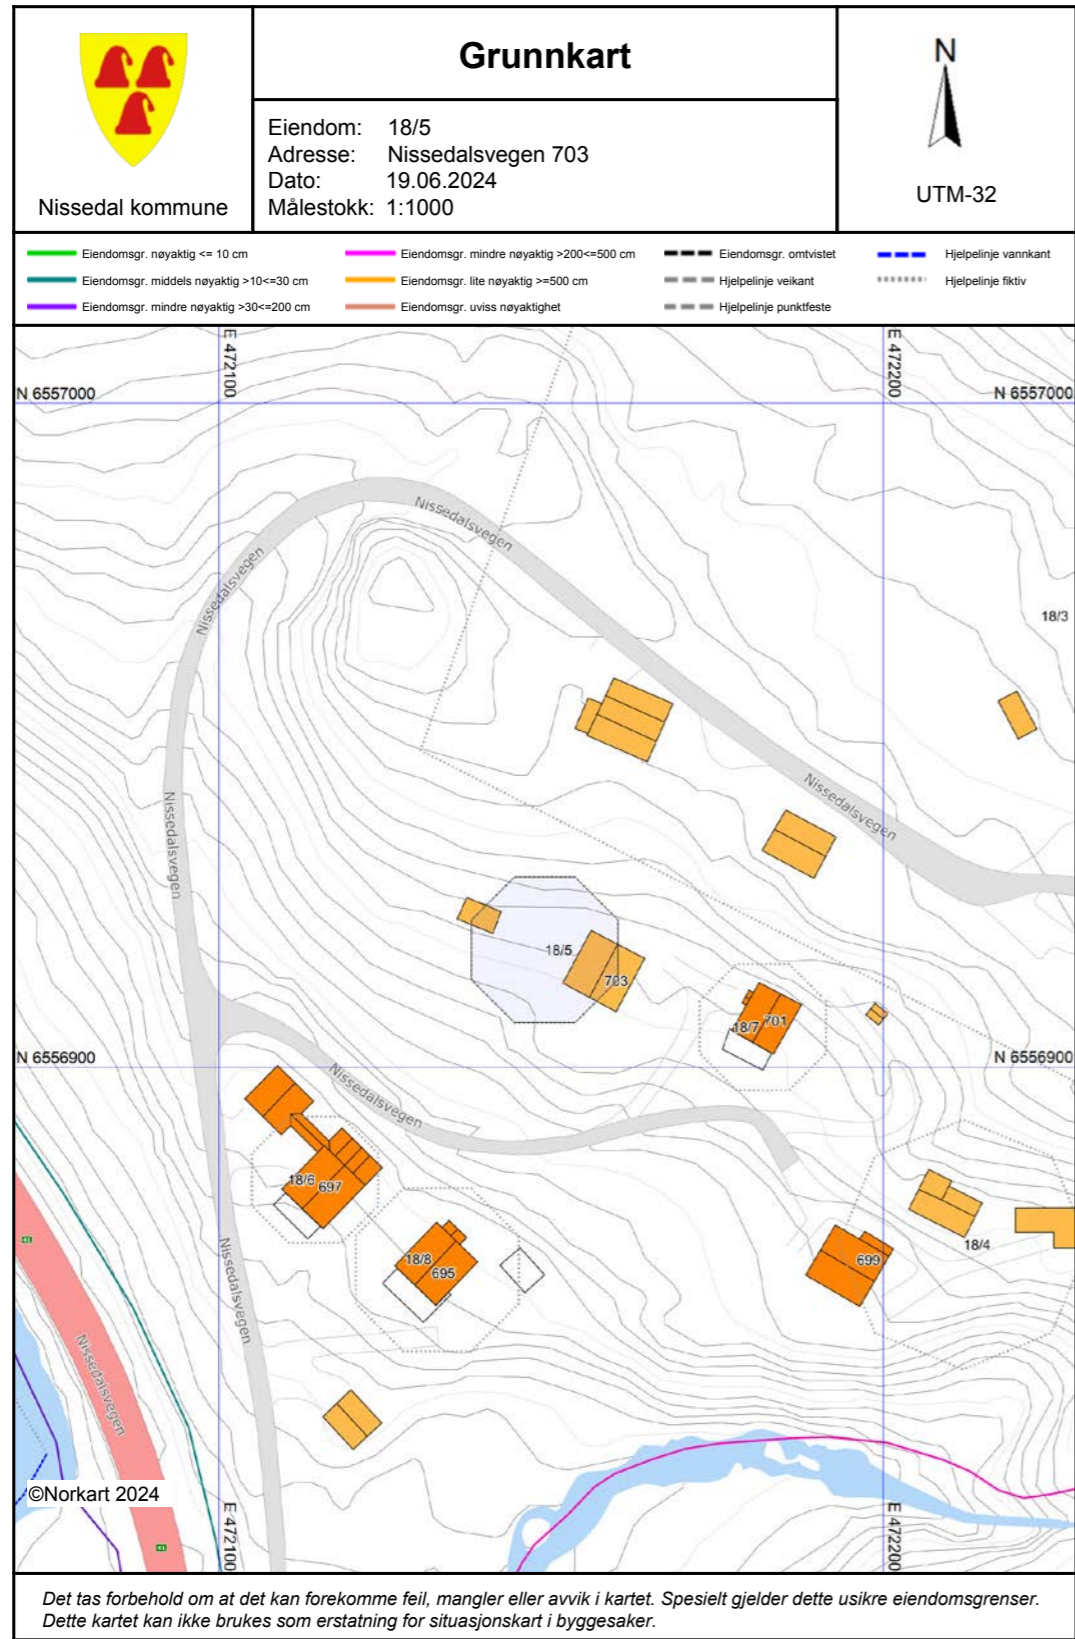 Grunnkart
Nissedal kommune
Eiendom: 18/5
Adresse: Nissedalsvegen 703
Dato: 19.06.2024
Målestokk: 1:1000
N
UTM-32
Eiendomsgr. nøyaktig <= 10 cm
Eiendomsgr. middels nøyaktig >10<=30 cm
Eiendomsgr. mindre nøyaktig >30<=200 cm
Eiendomsgr. mindre nøyaktig >200<=500 cm
Eiendomsgr. lite nøyaktig >=500 cm
Eiendomsgr. uviss nøyaktighet
Eiendomsgr. omtvistet
Hjelpelinje veikant
Hjelpelinje punktfeste
Hjelpelinje vannkant
Hjelpelinje fiktiv
E 472100
E 472200
N 6557000
N 6557000
Nissedalsvegen
Nissedalsvegen
18/3
Nissedalsvegen
Nissedalsvegen
18/5
703
18/7
701
N 6556900
N 6556900
Nissedalsvegen
18/6
697
18/8
695
699
18/4
Nissedalsvegen
42
Nissedalsvegen
©Norkart 2024
42
E 472100
E 472200
Det tas forbehold om at det kan forekomme feil, mangler eller avvik i kartet. Spesielt gjelder dette usikre eiendomsgrenser.
Dette kartet kan ikke brukes som erstatning for situasjonskart i byggesaker.